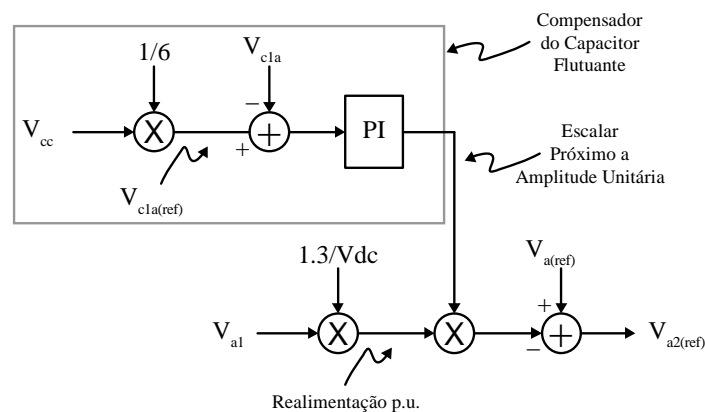 Compensador
do Capacitor
Flutuante
1/6
V_c1a
V_cc
X
−
+
+
PI
V_c1a(ref)
Escalar
Próximo a
Amplitude Unitária
1.3/Vdc
V_a(ref)
V_a1
X
X
+
−
+
V_a2(ref)
Realimentação p.u.